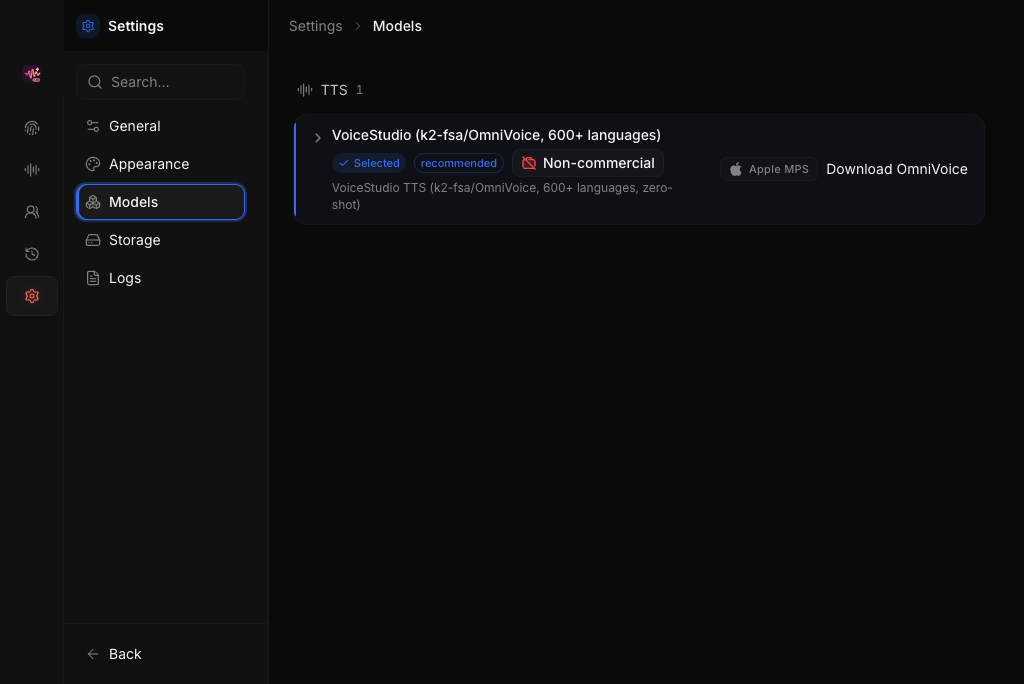 Settings
Settings > Models
Search...
General
Appearance
Models
Storage
Logs
Back
TTS 1
VoiceStudio (k2-fsa/OmniVoice, 600+ languages)
Selected recommended Non-commercial
VoiceStudio TTS (k2-fsa/OmniVoice, 600+ languages, zero-
shot)
Apple MPS Download OmniVoice